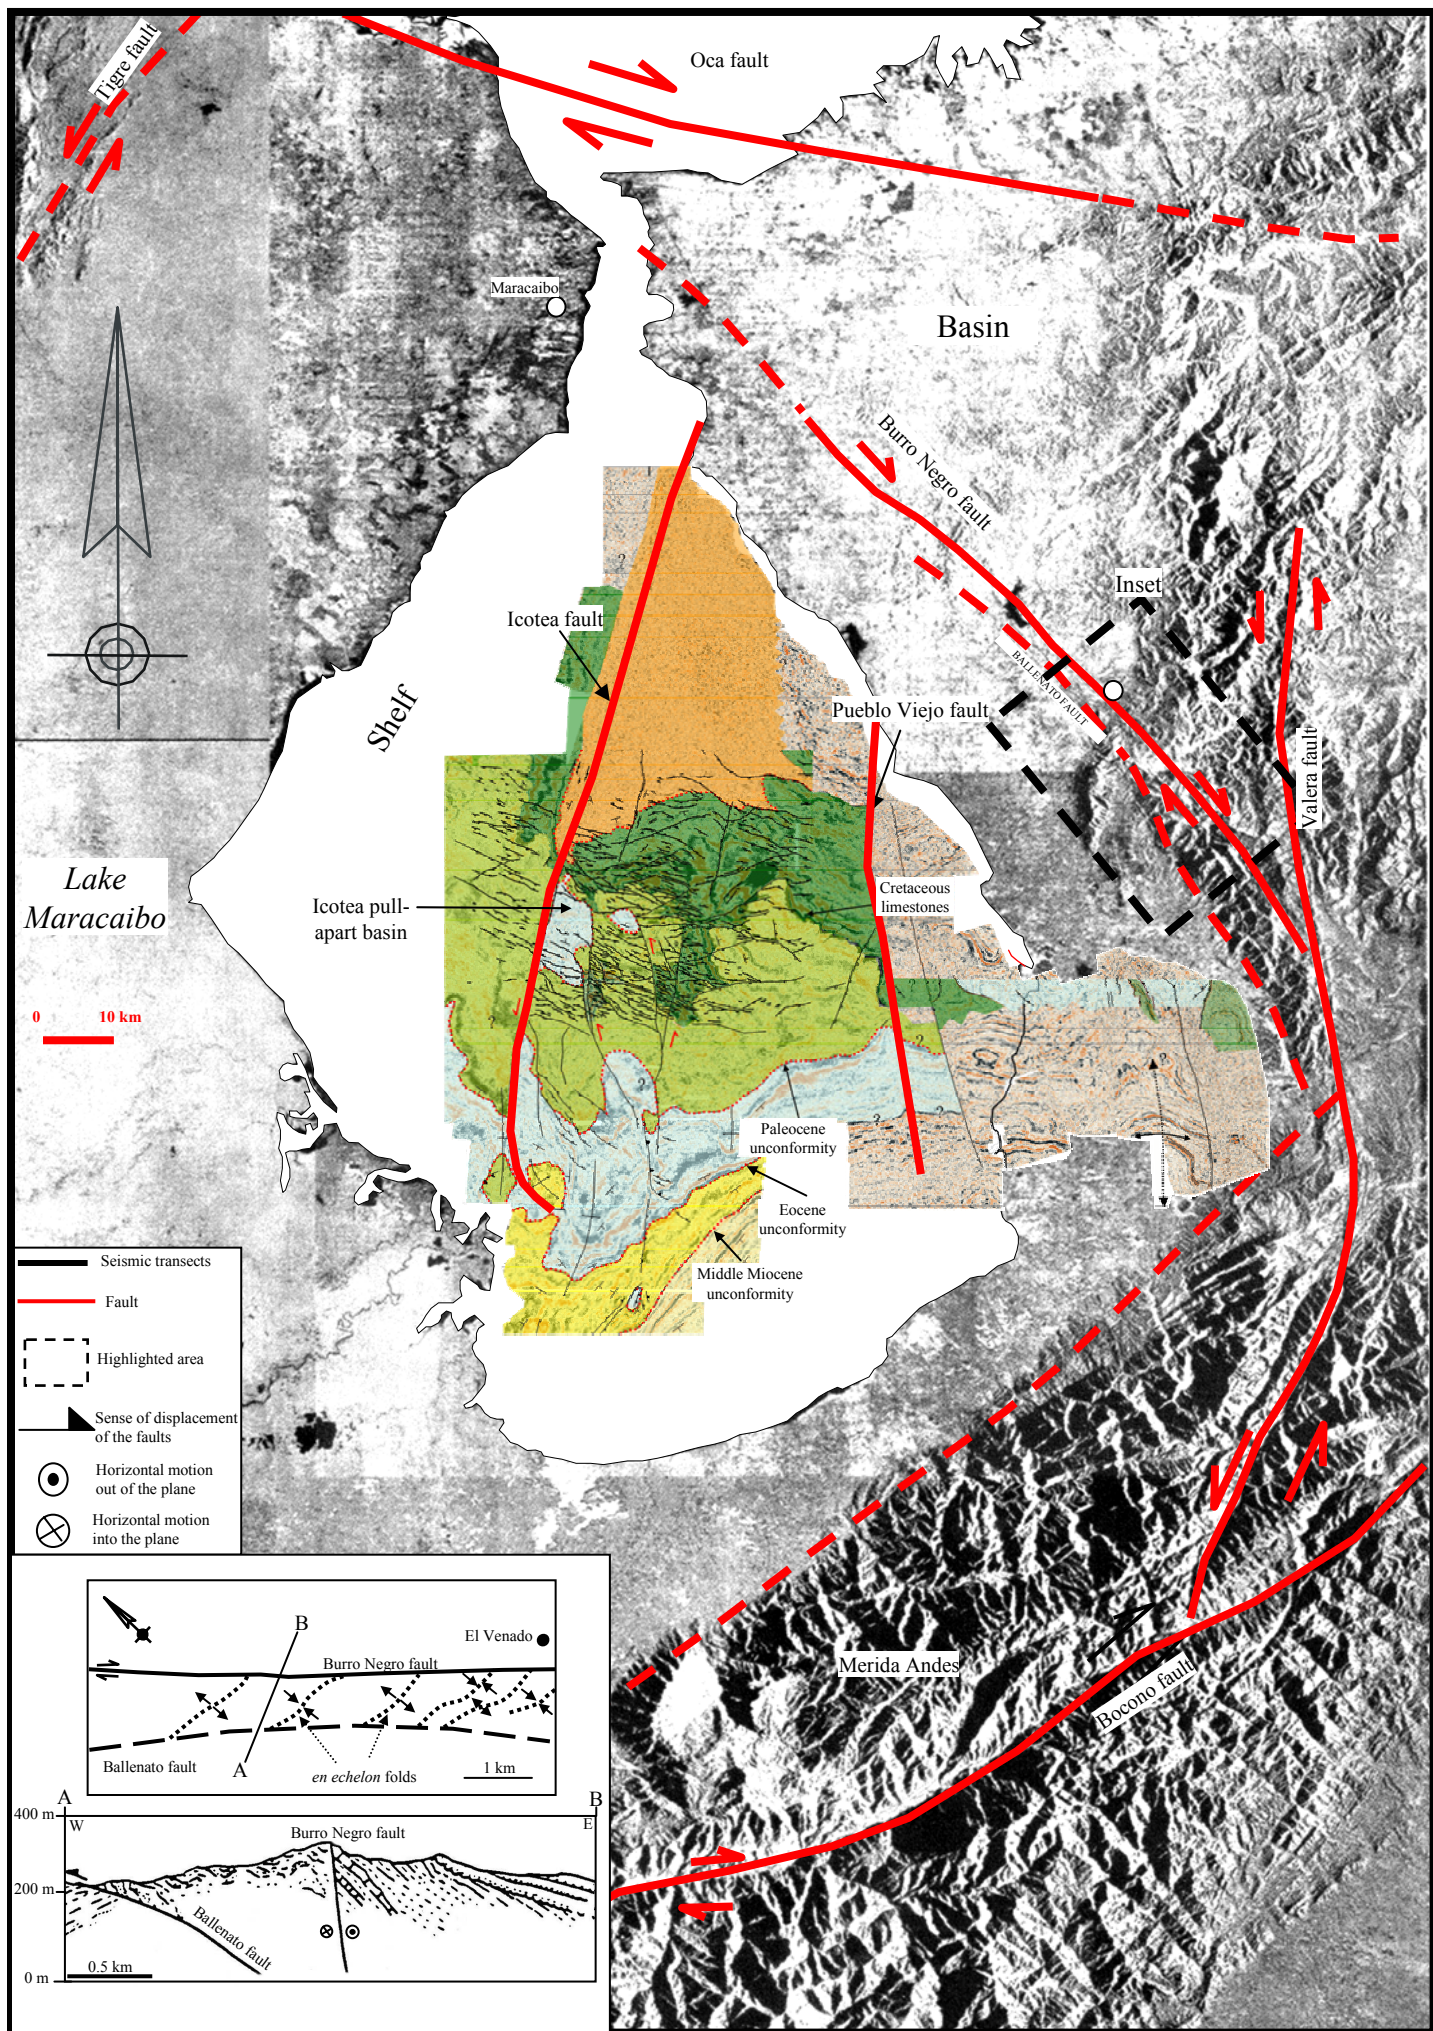 Tigre fault
Oca fault
Maracaibo
Basin
Burro Negro fault
Inset
?
Icotea fault
BALLENATO FAULT
Shelf
Pueblo Viejo fault
Valera fault
Lake
Maracaibo
Cretaceous
limestones
Icotea pull-
apart basin
0 10 km
?
?
?
?
?
Paleocene
unconformity
Eocene
unconformity
Middle Miocene
unconformity
Seismic transects
Fault
Highlighted area
Sense of displacement
of the faults
Horizontal motion
out of the plane
Horizontal motion
into the plane
Merida Andes
Bocono fault
B
El Venado
Burro Negro fault
Ballenato fault
A
en echelon folds
1 km
A
B
400 m
W
E
Burro Negro fault
200 m
Ballenato fault
0.5 km
0 m